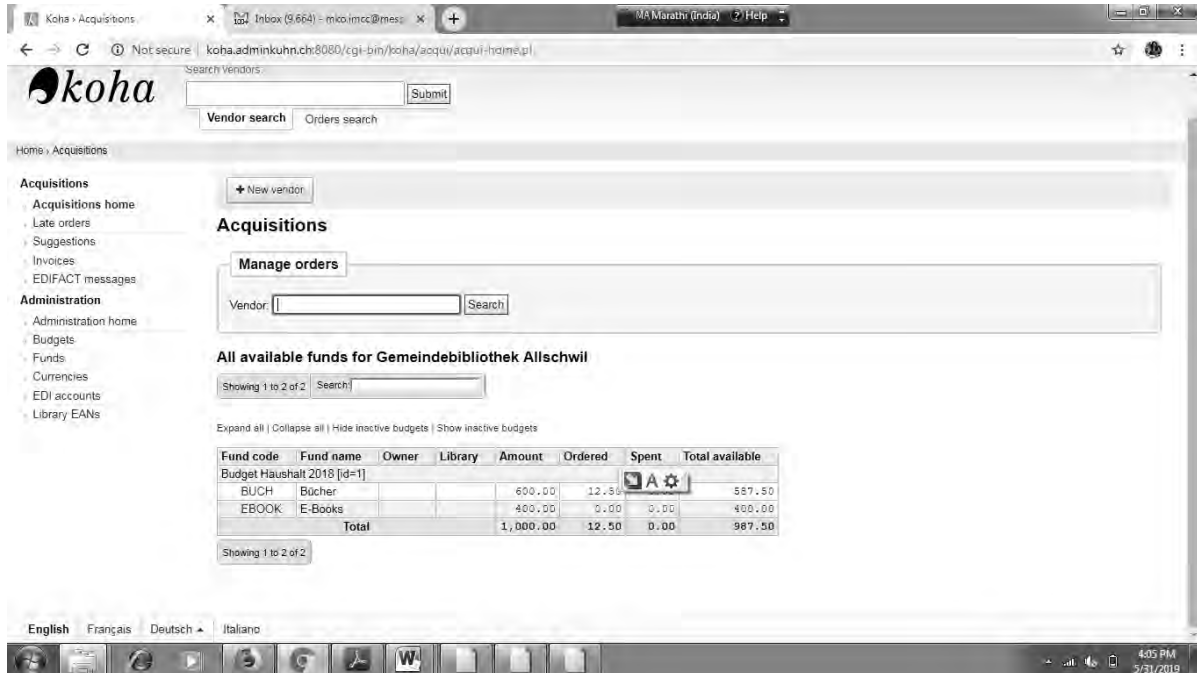 Koha › Acquisitions
Inbox (9,664) - mko.imcc@mess
MA Marathi (India) Help
Not secure koha.adminkuhn.ch:8080/cgi-bin/koha/acqui/acqui-home.pl
koha
Search vendors
Submit
Vendor search Orders search
Home › Acquisitions
Acquisitions
Acquisitions home
Late orders
Suggestions
Invoices
EDIFACT messages
Administration
Administration home
Budgets
Funds
Currencies
EDI accounts
Library EANs
+ New vendor
Acquisitions
Manage orders
Vendor: Search
All available funds for Gemeindebibliothek Allschwil
Showing 1 to 2 of 2 Search:
Expand all | Collapse all | Hide inactive budgets | Show inactive budgets
Fund code Fund name Owner Library Amount Ordered Spent Total available
Budget Haushalt 2018 [id=1]
BUCH Bücher 600.00 12.50 587.50
EBOOK E-Books 400.00 0.00 0.00 400.00
Total 1,000.00 12.50 0.00 987.50
Showing 1 to 2 of 2
English Français Deutsch Italiano
4:05 PM
5/31/2019